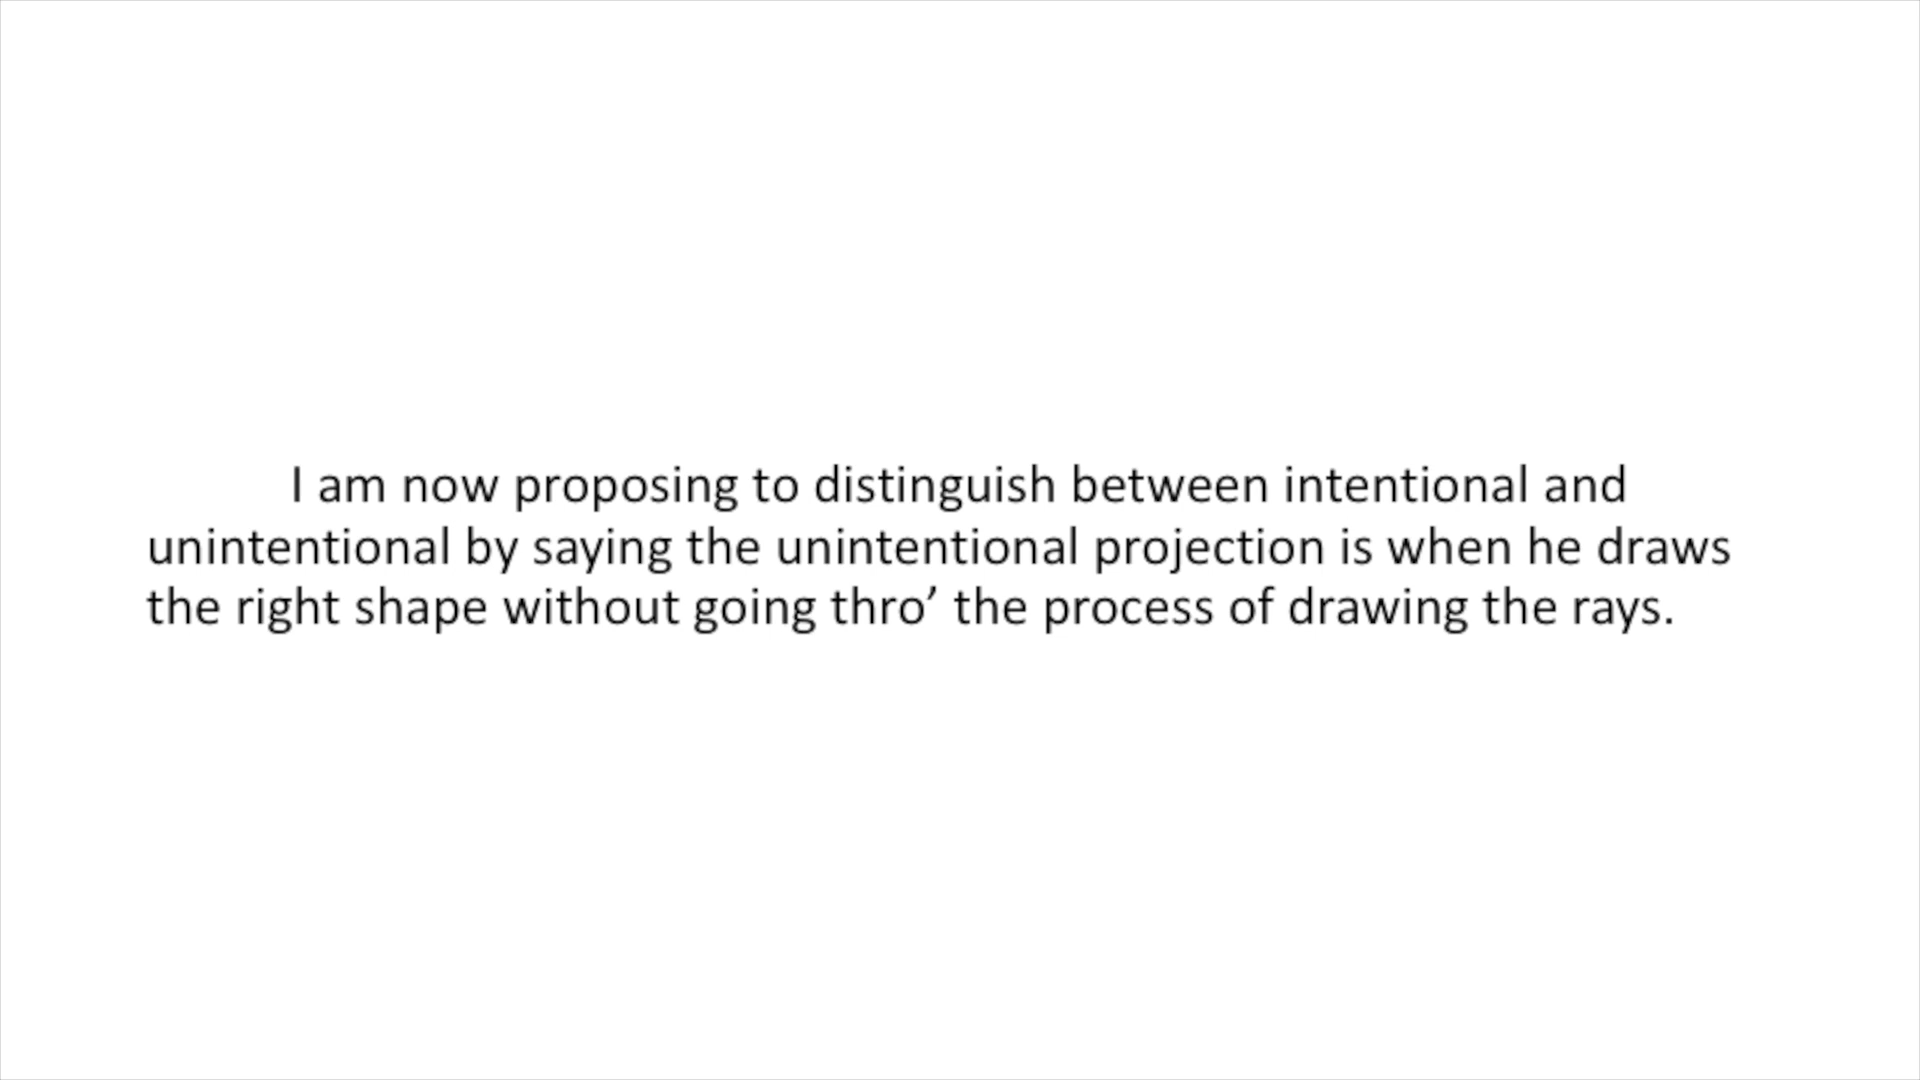 I am now proposing to distinguish between intentional and
unintentional by saying the unintentional projection is when he draws
the right shape without going thro’ the process of drawing the rays.